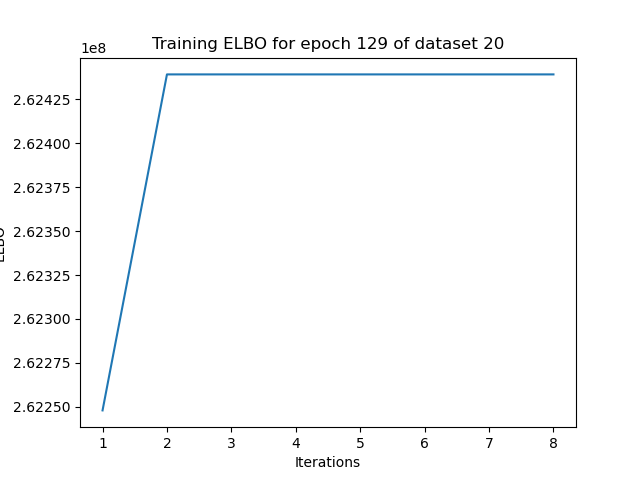 Training ELBO for epoch 129 of dataset 20
1e8
2.62425
2.62400
2.62375
2.62350
2.62325
2.62300
2.62275
2.62250
ELBO
1 2 3 4 5 6 7 8
Iterations